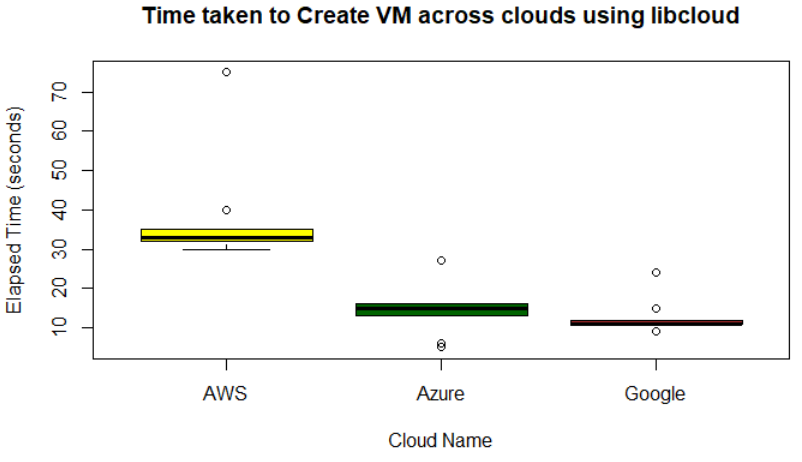 Time taken to Create VM across clouds using libcloud
Elapsed Time (seconds)
70
60
50
40
30
20
10
AWS
Azure
Google
Cloud Name